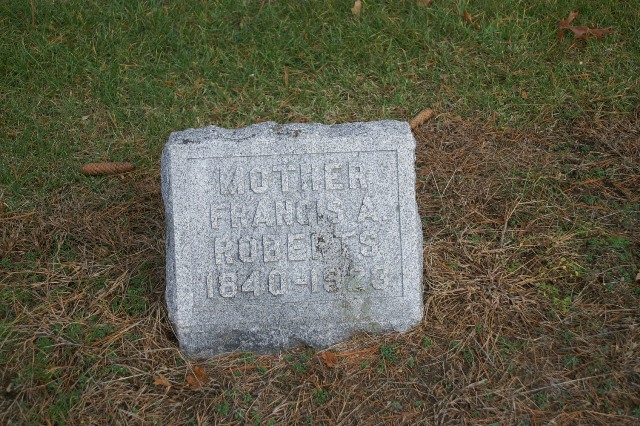 MOTHER
FRANCIS A.
ROBERTS
1840-1923